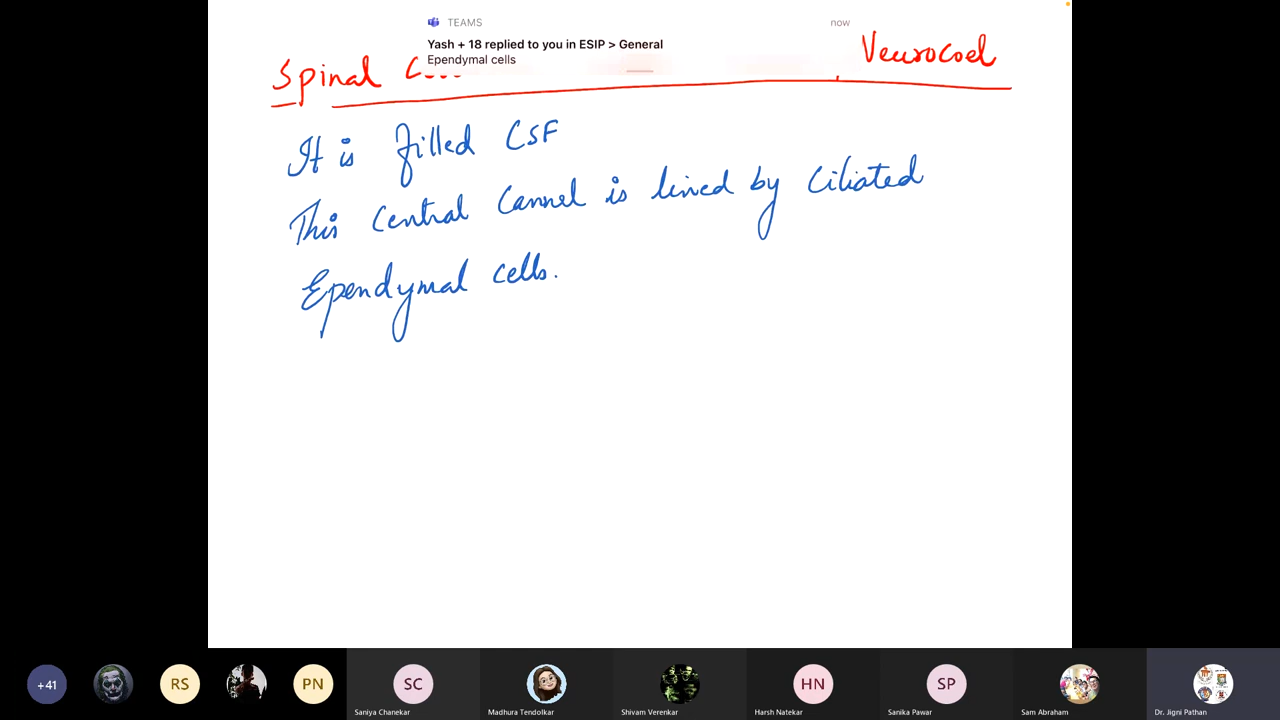 TEAMS now
Yash + 18 replied to you in ESIP > General
Ependymal cells
Spinal Neurocoel
It is filled CSF
This Central Cannel is lined by Ciliated
Ependymal cells.
+41 RS PN SC HN SP
Saniya Chanekar Madhura Tendolkar Shivam Verenkar Harsh Natekar Sanika Pawar Sam Abraham Dr. Jigni Pathan